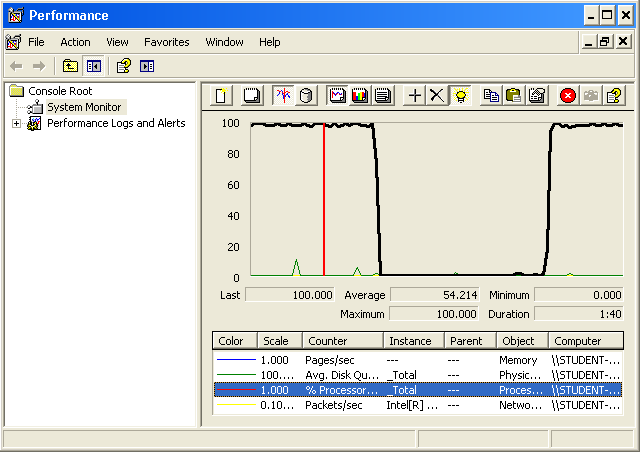 Performance
File Action View Favorites Window Help
Console Root
System Monitor
Performance Logs and Alerts
100
80
60
40
20
0
Last 100.000 Average 54.214 Minimum 0.000
Maximum 100.000 Duration 1:40
Color Scale Counter Instance Parent Object Computer
1.000 Pages/sec --- --- Memory \\STUDENT-...
100.... Avg. Disk Qu... _Total --- Physic... \\STUDENT-...
1.000 % Processor... _Total --- Proces... \\STUDENT-...
0.10... Packets/sec Intel[R] ... --- Netwo... \\STUDENT-...